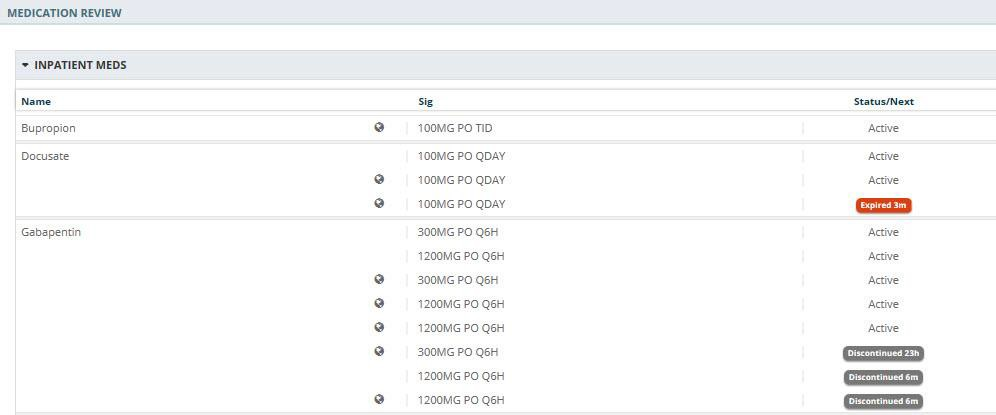 MEDICATION REVIEW
INPATIENT MEDS
Name Sig Status/Next
Bupropion 100MG PO TID Active
Docusate 100MG PO QDAY Active
100MG PO QDAY Active
100MG PO QDAY Expired 3m
Gabapentin 300MG PO Q6H Active
1200MG PO Q6H Active
300MG PO Q6H Active
1200MG PO Q6H Active
1200MG PO Q6H Active
300MG PO Q6H Discontinued 23h
1200MG PO Q6H Discontinued 6m
1200MG PO Q6H Discontinued 6m